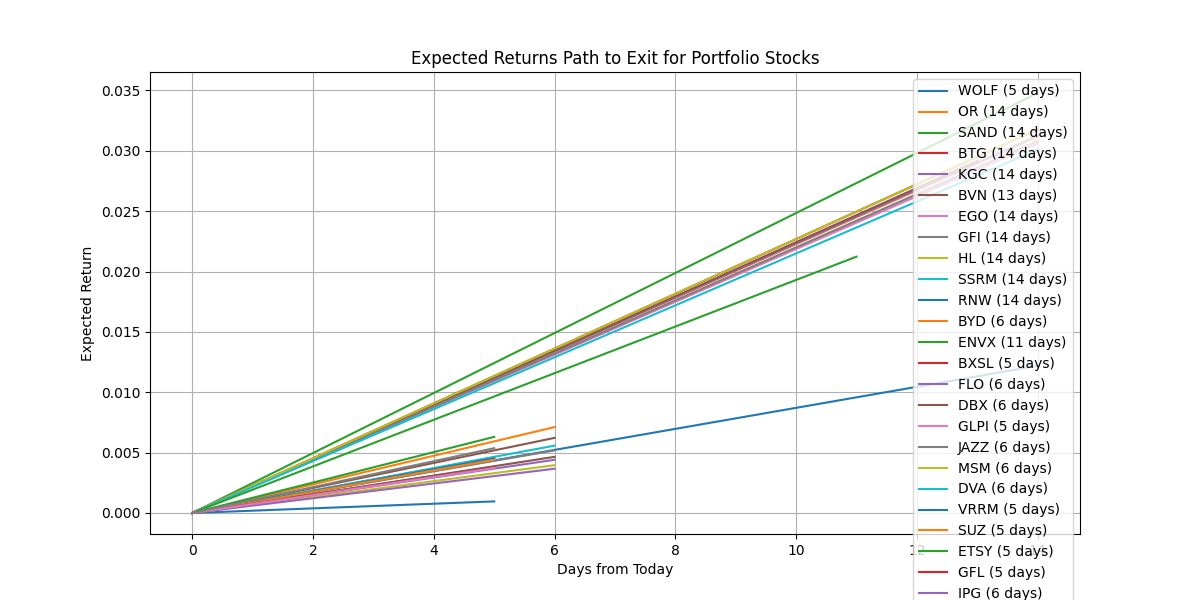 Expected Returns Path to Exit for Portfolio Stocks
Expected Return
0.035
0.030
0.025
0.020
0.015
0.010
0.005
0.000
0
2
4
6
8
10
Days from Today
WOLF (5 days)
OR (14 days)
SAND (14 days)
BTG (14 days)
KGC (14 days)
BVN (13 days)
EGO (14 days)
GFI (14 days)
HL (14 days)
SSRM (14 days)
RNW (14 days)
BYD (6 days)
ENVX (11 days)
BXSL (5 days)
FLO (6 days)
DBX (6 days)
GLPI (5 days)
JAZZ (6 days)
MSM (6 days)
DVA (6 days)
VRRM (5 days)
SUZ (5 days)
ETSY (5 days)
GFL (5 days)
IPG (6 days)